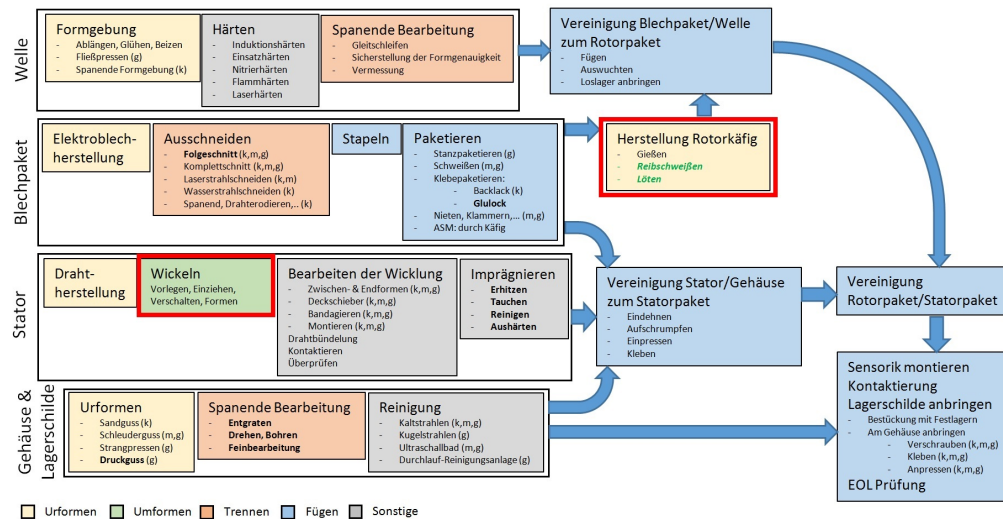 Welle
Formgebung
- Ablängen, Glühen, Beizen
- Fließpressen (g)
- Spanende Formgebung (k)
Härten
- Induktionshärten
- Einsatzhärten
- Nitrierhärten
- Flammhärten
- Laserhärten
Spanende Bearbeitung
- Gleitschleifen
- Sicherstellung der Formgenauigkeit
- Vermessung
Vereinigung Blechpaket/Welle
zum Rotorpaket
- Fügen
- Auswuchten
- Loslager anbringen
Blechpaket
Elektroblech-
herstellung
Ausschneiden
- Folgeschnitt (k,m,g)
- Komplettschnitt (k,m,g)
- Laserstrahlschneiden (k,m)
- Wasserstrahlschneiden (k)
- Spanend, Drahterodieren,.. (k)
Stapeln
Paketieren
- Stanzpaketieren (g)
- Schweißen (m,g)
- Klebepaketieren:
- Backlack (k)
- Glulock
- Nieten, Klammern,... (m,g)
- ASM: durch Käfig
Herstellung Rotorkäfig
- Gießen
- Reibschweißen
- Löten
Stator
Draht-
herstellung
Wickeln
Vorlegen, Einziehen,
Verschalten, Formen
Bearbeiten der Wicklung
- Zwischen- & Endformen (k,m,g)
- Deckschieber (k,m,g)
- Bandagieren (k,m,g)
- Montieren (k,m,g)
Drahtbündelung
Kontaktieren
Überprüfen
Imprägnieren
- Erhitzen
- Tauchen
- Reinigen
- Aushärten
Vereinigung Stator/Gehäuse
zum Statorpaket
- Eindehnen
- Aufschrumpfen
- Einpressen
- Kleben
Vereinigung
Rotorpaket/Statorpaket
Gehäuse &
Lagerschilde
Urformen
- Sandguss (k)
- Schleuderguss (m,g)
- Strangpressen (g)
- Druckguss (g)
Spanende Bearbeitung
- Entgraten
- Drehen, Bohren
- Feinbearbeitung
Reinigung
- Kaltstrahlen (k,m,g)
- Kugelstrahlen (g)
- Ultraschallbad (m,g)
- Durchlauf-Reinigungsanlage (g)
Sensorik montieren
Kontaktierung
Lagerschilde anbringen
- Bestückung mit Festlagern
- Am Gehäuse anbringen
- Verschrauben (k,m,g)
- Kleben (k,m,g)
- Anpressen (k,m,g)
EOL Prüfung
Urformen
Umformen
Trennen
Fügen
Sonstige